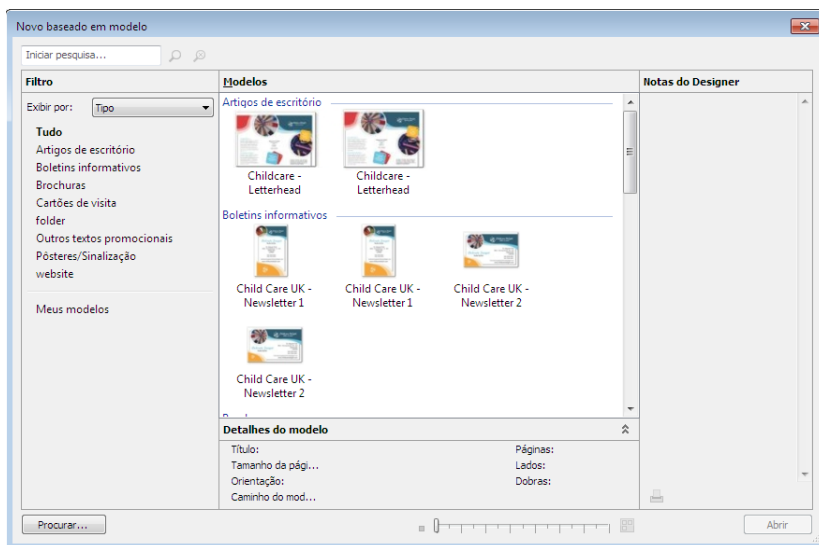 Novo baseado em modelo
Iniciar pesquisa...
Filtro
Exibir por: Tipo
Tudo
Artigos de escritório
Boletins informativos
Brochuras
Cartões de visita
folder
Outros textos promocionais
Pósteres/Sinalização
website
Meus modelos
Modelos
Artigos de escritório
Childcare -
Letterhead
Childcare -
Letterhead
Boletins informativos
Child Care UK -
Newsletter 1
Child Care UK -
Newsletter 1
Child Care UK -
Newsletter 2
Child Care UK -
Newsletter 2
Detalhes do modelo
Título:
Tamanho da pági...
Orientação:
Caminho do mod...
Páginas:
Lados:
Dobras:
Notas do Designer
Procurar...
Abrir